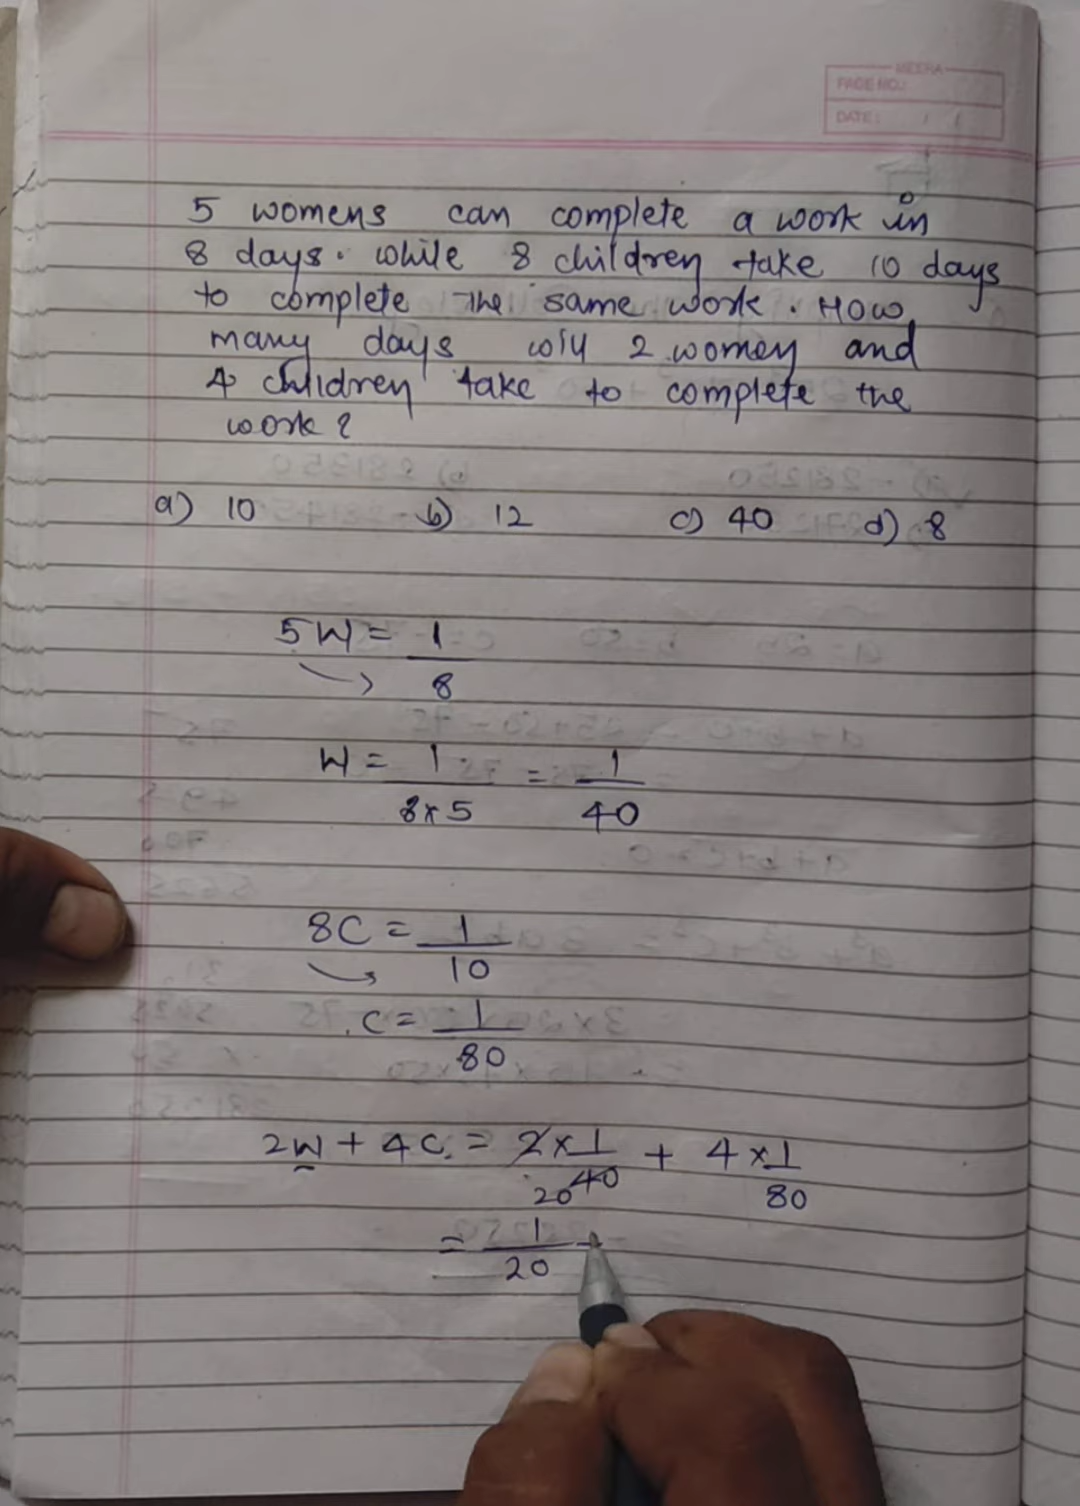 MEERA
PAGE NO.:
DATE: / /
5 womens can complete a work in
8 days. while 8 children take 10 days
to complete the same work. How
many days will 2 women and
4 children take to complete the
work?
a) 10 b) 12 c) 40 d) 8
5W = 1/8
W = 1/8x5 = 1/40
8C = 1/10
C = 1/80
2W + 4C = 2 x 1/40 + 4 x 1/80
20
= 1/20